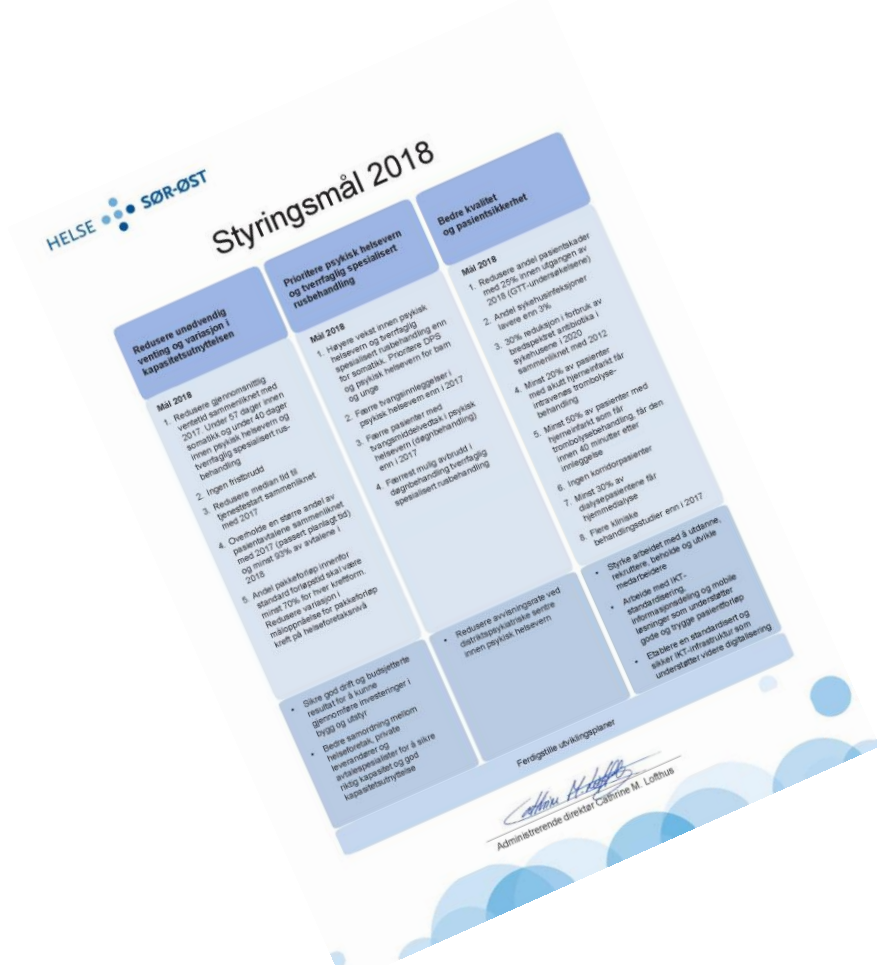 HELSE SØR-ØST
Styringsmål 2018
Redusere unødvendig
venting og variasjon i
kapasitetsutnyttelsen
Mål 2018
1. Redusere gjennomsnittlig
ventetid sammenliknet med
2017. Under 57 dager innen
somatikk og under 40 dager
innen psykisk helsevern og
tverrfaglig spesialisert rus-
behandling
2. Ingen fristbrudd
3. Redusere median tid til
tjenestestart sammenliknet
med 2017
4. Overholde en større andel av
pasientavtalene sammenliknet
med 2017 (passert planlagt tid)
og minst 93% av avtalene i
2018
5. Andel pakkeforløp innenfor
standard forløpstid skal være
minst 70% for hver kreftform.
Redusere variasjon i
måloppnåelse for pakkeforløp
kreft på helseforetaksnivå
• Sikre god drift og budsjetterte
resultat for å kunne
gjennomføre investeringer i
bygg og utstyr
• Bedre samordning mellom
helseforetak, private
leverandører og
avtalespesialister for å sikre
riktig kapasitet og god
kapasitetsutnyttelse
Prioritere psykisk helsevern
og tverrfaglig spesialisert
rusbehandling
Mål 2018
1. Høyere vekst innen psykisk
helsevern og tverrfaglig
spesialisert rusbehandling enn
for somatikk. Prioritere DPS
og psykisk helsevern for barn
og unge
2. Færre tvangsinnleggelser i
psykisk helsevern enn i 2017
3. Færre pasienter med
tvangsmiddelvedtak i psykisk
helsevern (døgnbehandling)
enn i 2017
4. Færrest mulig avbrudd i
døgnbehandling tverrfaglig
spesialisert rusbehandling
• Redusere avvisningsrate ved
distriktspsykiatriske sentre
innen psykisk helsevern
Bedre kvalitet
og pasientsikkerhet
Mål 2018
1. Redusere andel pasientskader
med 25% innen utgangen av
2018 (GTT-undersøkelsene)
2. Andel sykehusinfeksjoner
lavere enn 3%
3. 30% reduksjon i forbruk av
bredspektret antibiotika i
sykehusene i 2020
sammenliknet med 2012
4. Minst 20% av pasienter
med akutt hjerneinfarkt får
intravenøs trombolyse-
behandling
5. Minst 50% av pasienter med
hjerneinfarkt som får
trombolysebehandling, får den
innen 40 minutter etter
innleggelse
6. Ingen korridorpasienter
7. Minst 30% av
dialysepasientene får
hjemmedialyse
8. Flere kliniske
behandlingsstudier enn i 2017
• Styrke arbeidet med å utdanne,
rekruttere, beholde og utvikle
medarbeidere
• Arbeide med IKT-
standardisering,
informasjonsdeling og mobile
løsninger som understøtter
gode og trygge pasientforløp
• Etablere en standardisert og
sikker IKT-infrastruktur som
understøtter videre digitalisering
Ferdigstille utviklingsplaner
Administrerende direktør Cathrine M. Lofthus